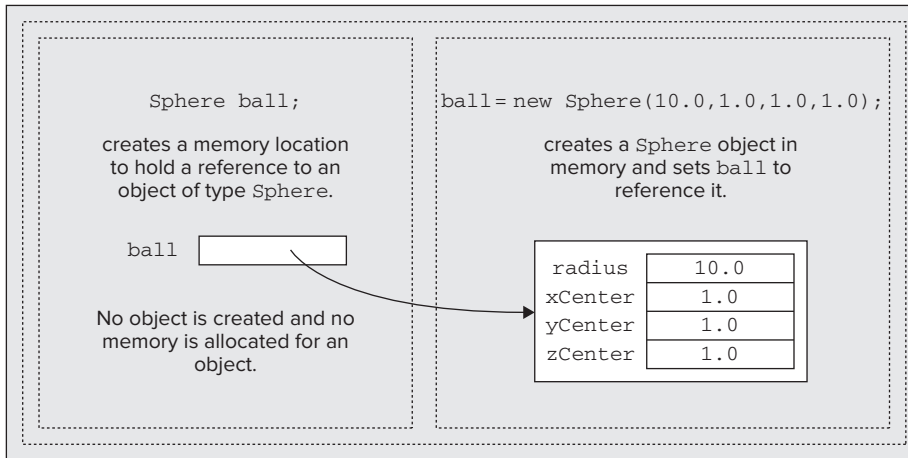 Sphere ball;
creates a memory location
to hold a reference to an
object of type Sphere.
ball
No object is created and no
memory is allocated for an
object.
ball = new Sphere(10.0,1.0,1.0,1.0);
creates a Sphere object in
memory and sets ball to
reference it.
radius 10.0
xCenter 1.0
yCenter 1.0
zCenter 1.0